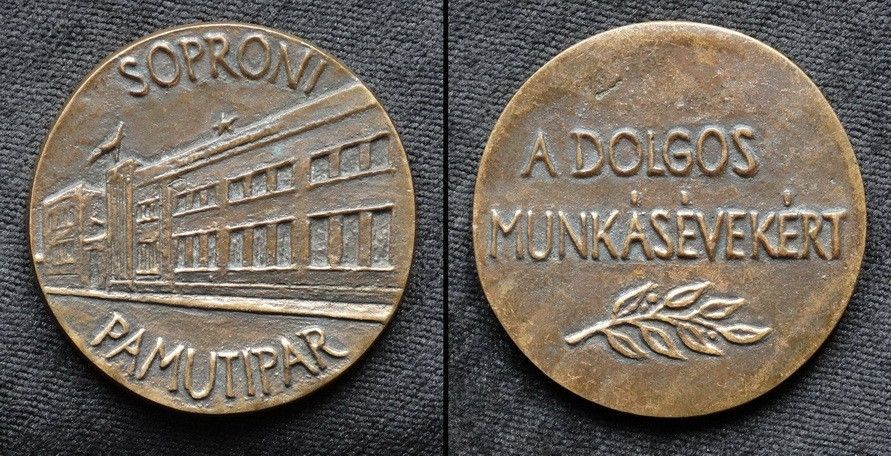 SOPRONI
PAMUTIPAR
A DOLGOS
MUNKÁSÉVEKÉRT